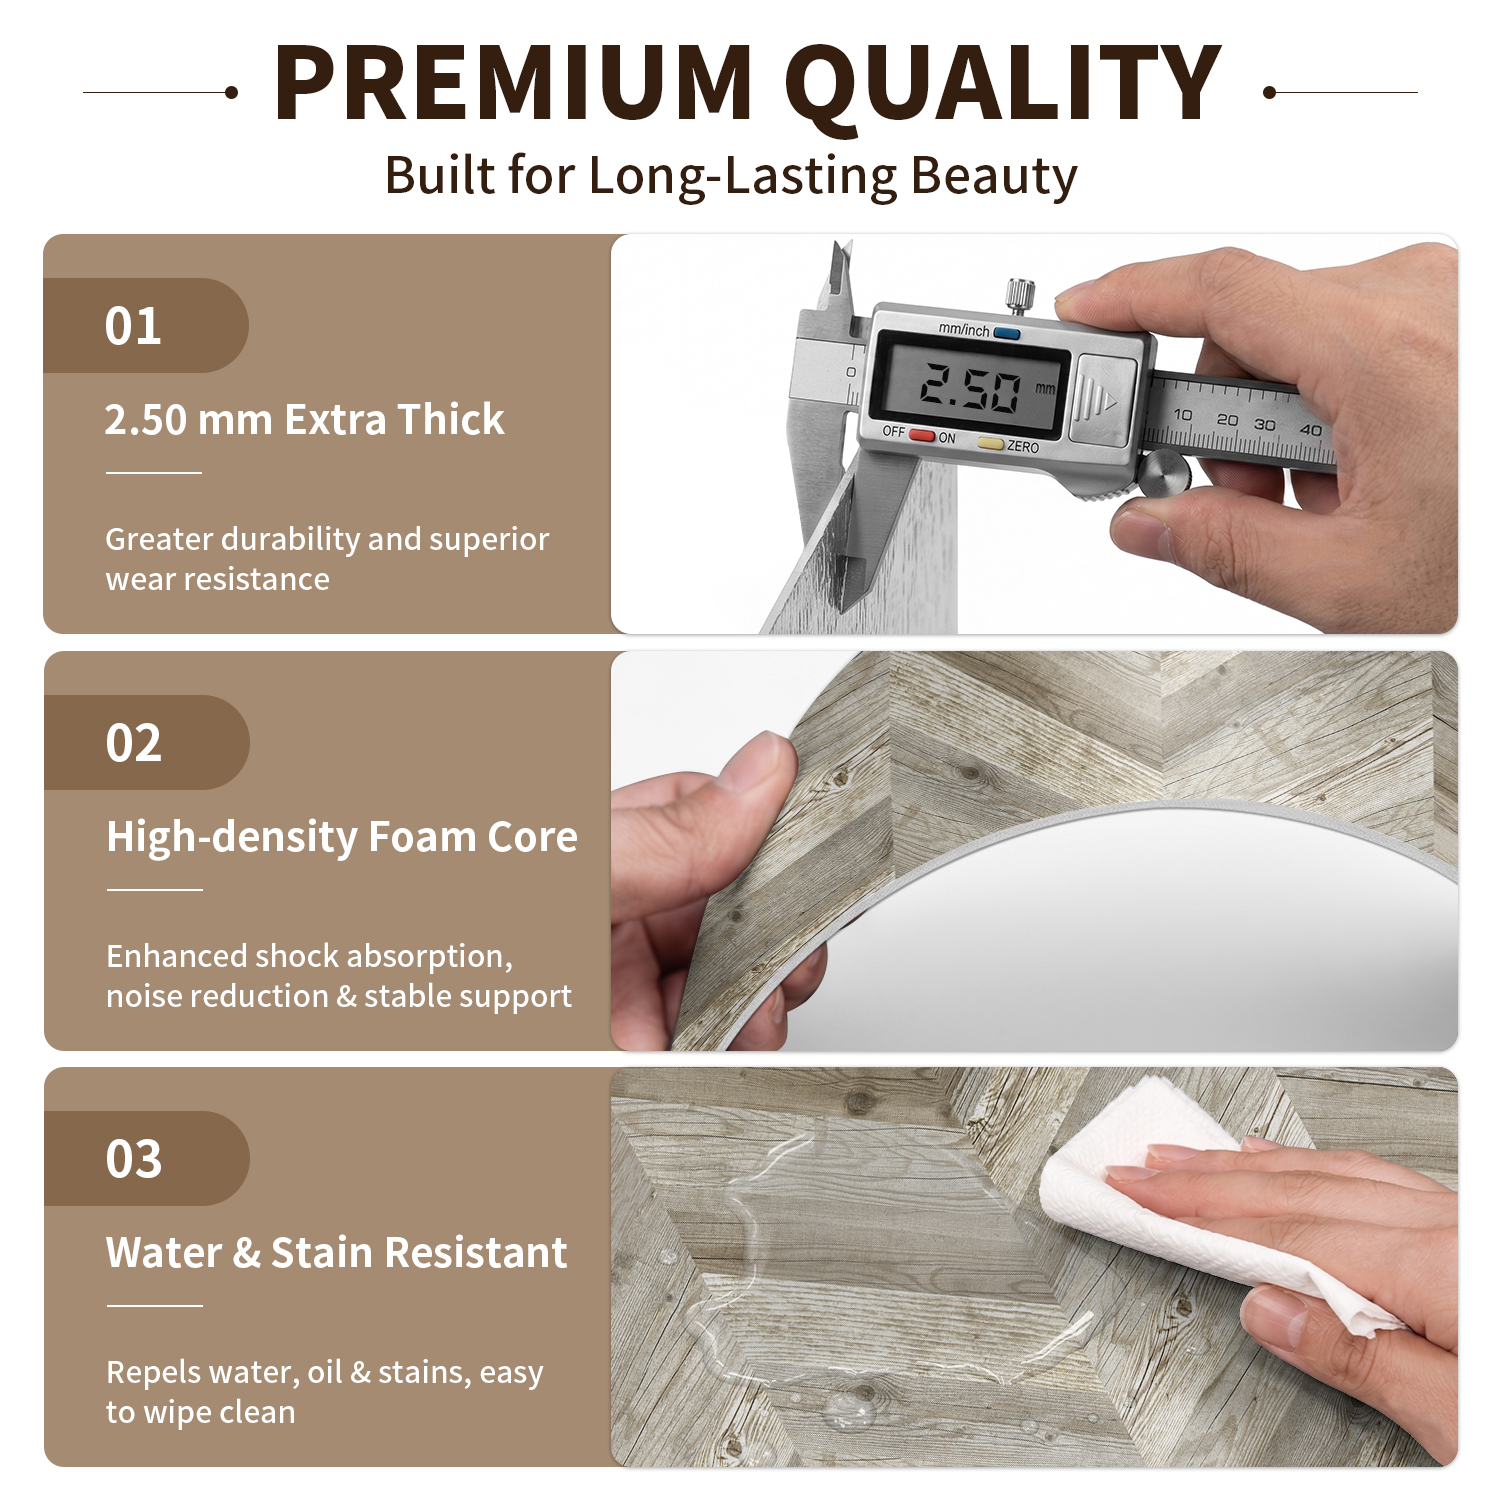 PREMIUM QUALITY
Built for Long-Lasting Beauty
01
2.50 mm Extra Thick
Greater durability and superior
wear resistance
mm/inch
0
2.50 mm
OFF ON ZERO
10 20 30 40
02
High-density Foam Core
Enhanced shock absorption,
noise reduction & stable support
03
Water & Stain Resistant
Repels water, oil & stains, easy
to wipe clean